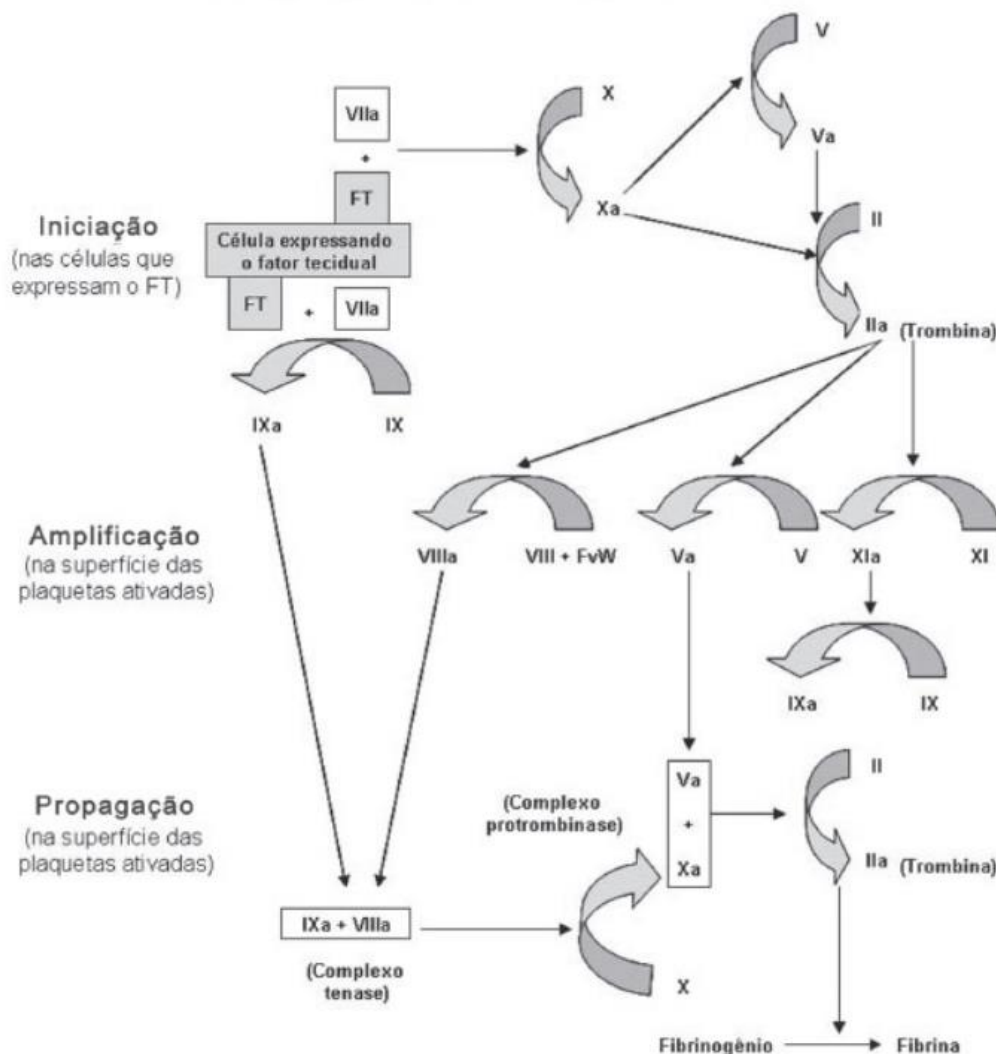 V
X
VIIa
+
Va
FT
Xa
II
Iniciação
(nas células que
expressam o FT)
Célula expressando
o fator tecidual
FT
+
VIIa
IIa (Trombina)
IXa
IX
Amplificação
(na superfície das
plaquetas ativadas)
VIIIa
VIII + FvW
Va
V
XIa
XI
IXa
IX
Propagação
(na superfície das
plaquetas ativadas)
(Complexo
protrombinase)
Va
+
Xa
II
IIa (Trombina)
IXa + VIIIa
(Complexo
tenase)
X
Fibrinogênio
Fibrina